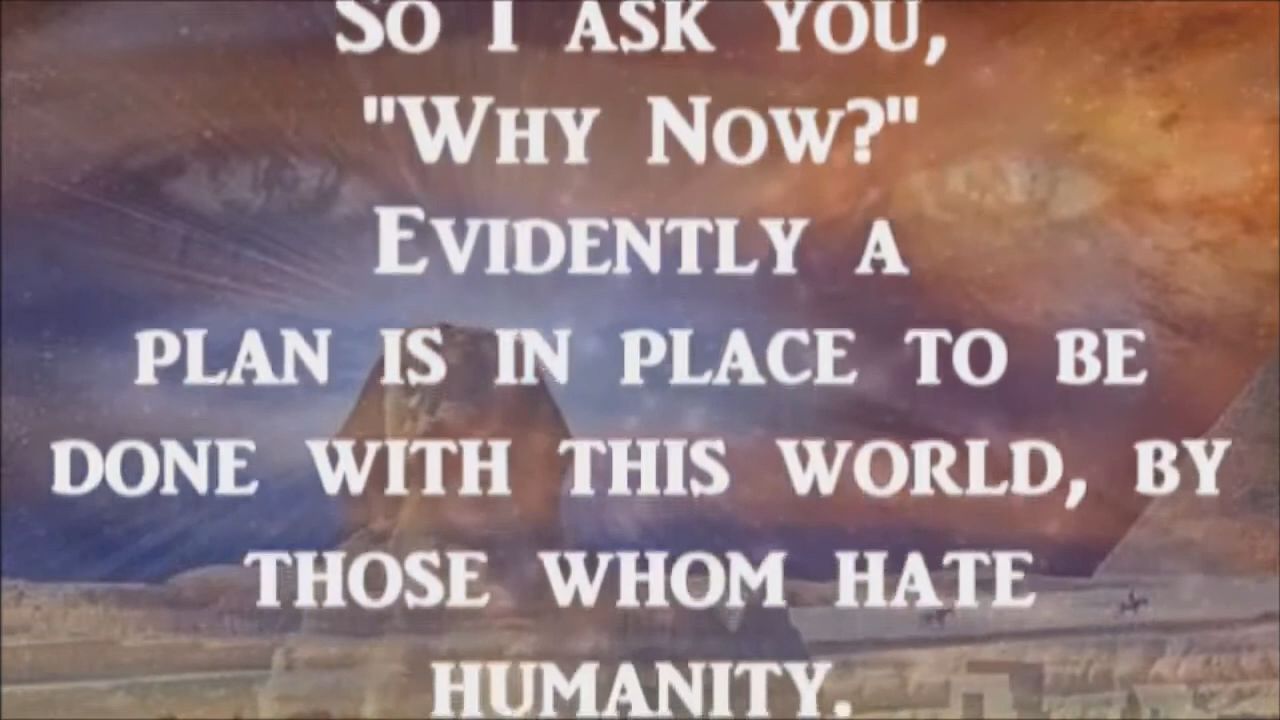 So I ask you,
"Why Now?"
Evidently a
plan is in place to be
done with this world, by
those whom hate
humanity.